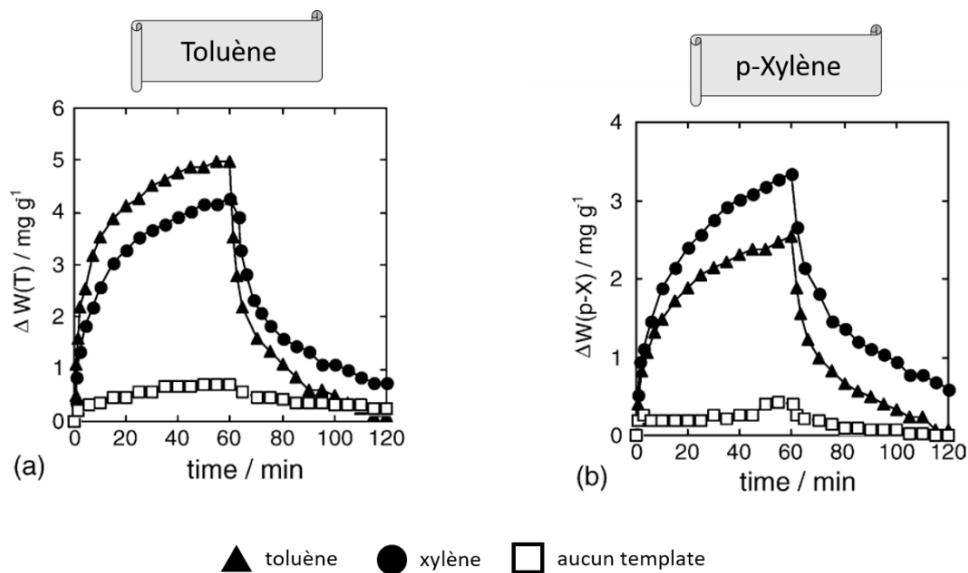 Toluène
p-Xylène
6
5
4
3
2
1
0
Δ W(T) / mg g⁻¹
0 20 40 60 80 100 120
(a) time / min
4
3
2
1
0
ΔW(p-X) / mg g⁻¹
0 20 40 60 80 100 120
(b) time / min
toluène xylène aucun template